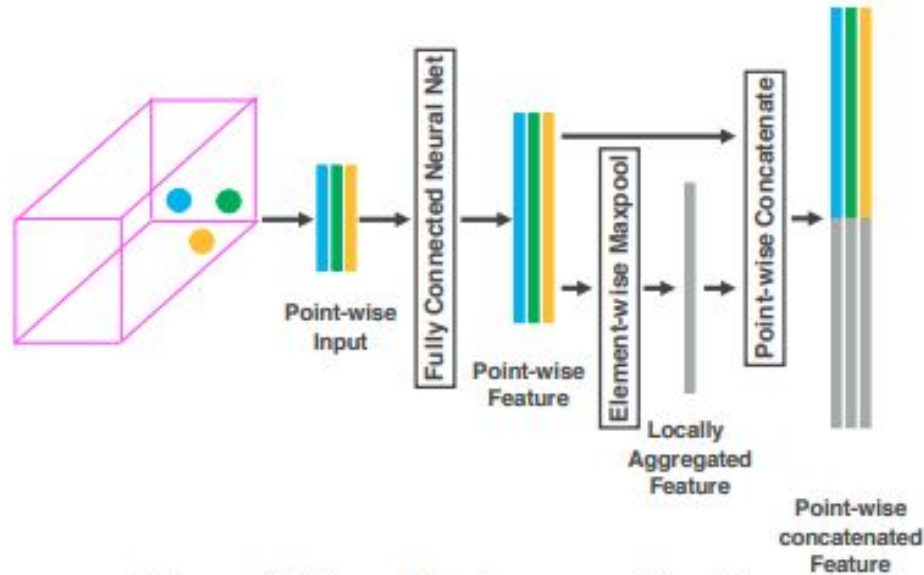 Point-wise
Input
Fully Connected Neural Net
Point-wise
Feature
Element-wise Maxpool
Locally
Aggregated
Feature
Point-wise Concatenate
Point-wise
concatenated
Feature